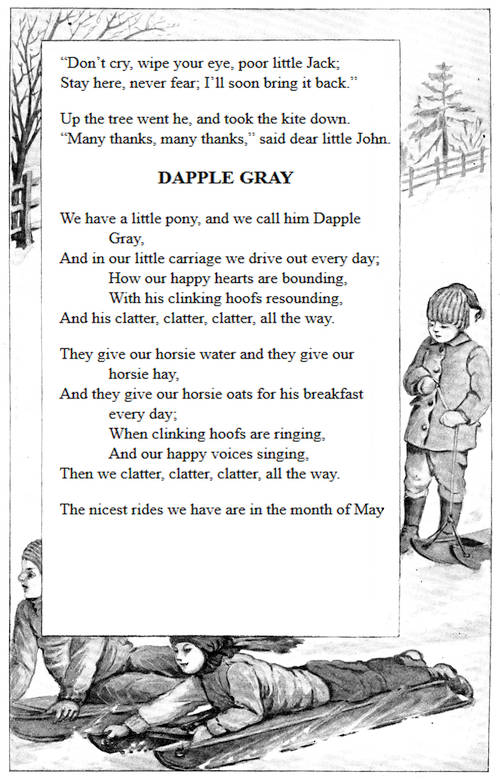 “Don’t cry, wipe your eye, poor little Jack;
Stay here, never fear; I’ll soon bring it back.”
Up the tree went he, and took the kite down.
“Many thanks, many thanks,” said dear little John.
DAPPLE GRAY
We have a little pony, and we call him Dapple
Gray,
And in our little carriage we drive out every day;
How our happy hearts are bounding,
With his clinking hoofs resounding,
And his clatter, clatter, clatter, all the way.
They give our horsie water and they give our
horsie hay,
And they give our horsie oats for his breakfast
every day;
When clinking hoofs are ringing,
And our happy voices singing,
Then we clatter, clatter, clatter, all the way.
The nicest rides we have are in the month of May